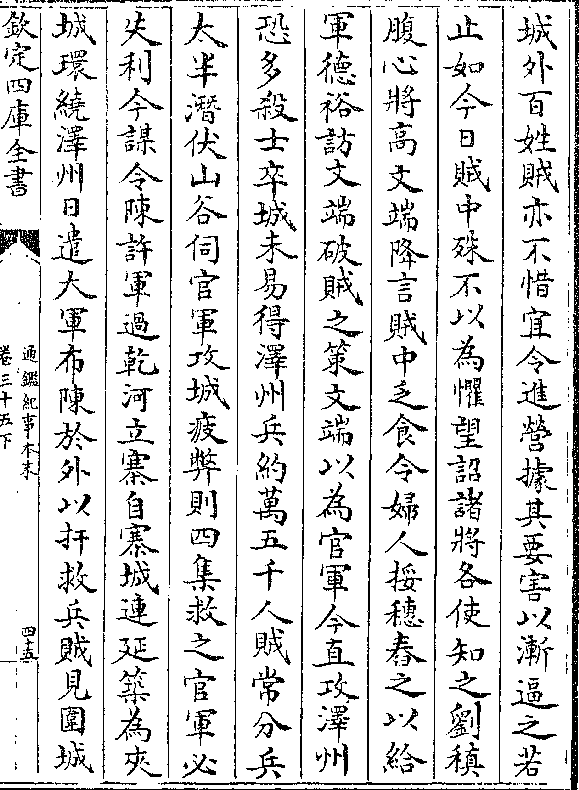 城外百姓賊亦不惜宜令進營據其要害以漸逼之若
止如今日賊中殊不以為懼望詔諸將各使知之劉稹
腹心將高文端降言賊中乏食令婦人挼穗舂之以給
軍德裕訪文端破賊之策文端以為官軍今直攻澤州
恐多殺士卒城未易得澤州兵約萬五千人賊常分兵
太半潛伏山谷伺官軍攻城疲弊則四集救之官軍必
失利今謀令陳許軍過乾河立寨自寨城連延築為夾
城環繞澤州日遣大軍布陳於外以扞救兵賊見圍城
欽定四庫全書
通鑑紀事本末
卷三十五下
四十五